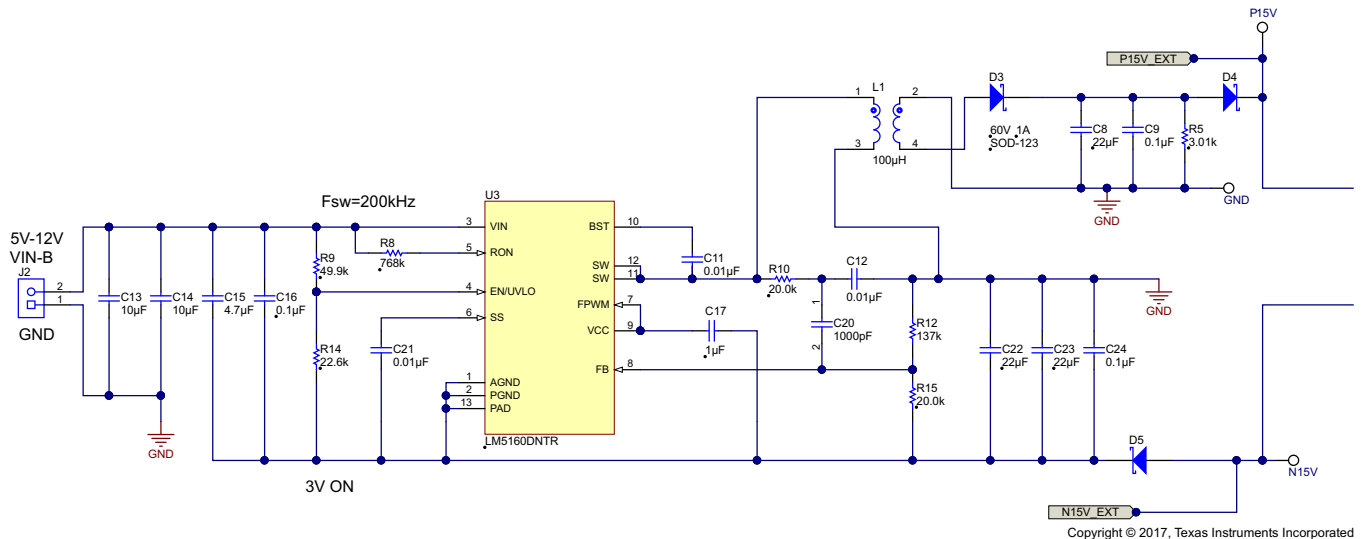 P15V
P15V_EXT
L1
1
2
3
4
100µH
D3
60V 1A
SOD-123
C8
22µF
C9
0.1µF
R5
3.01k
D4
GND
GND
Fsw=200kHz
U3
5V-12V
VIN-B
J2
2
1
GND
C13
10µF
C14
10µF
C15
4.7µF
C16
0.1µF
GND
R9
49.9k
R14
22.6k
R8
768k
C21
0.01µF
3V ON
3
VIN
5
RON
4
EN/UVLO
6
SS
1
AGND
2
PGND
13
PAD
BST
10
SW
12
SW
11
FPWM
7
VCC
9
FB
8
LM5160DNTR
C11
0.01µF
C17
1µF
R10
20.0k
C12
0.01µF
1
C20
1000pF
2
R12
137k
R15
20.0k
C22
22µF
C23
22µF
C24
0.1µF
GND
D5
N15V
N15V_EXT
Copyright © 2017, Texas Instruments Incorporated